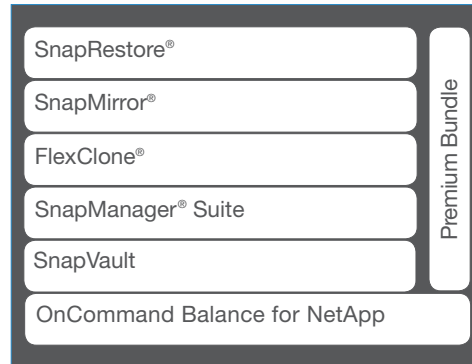 SnapRestore®
SnapMirror®
FlexClone®
SnapManager® Suite
SnapVault
OnCommand Balance for NetApp
Premium Bundle